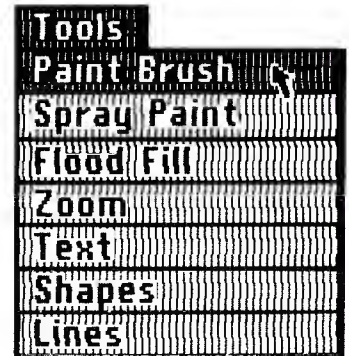 Tools
Paint Brush
Spray Paint
Flood Fill
Zoom
Text
Shapes
Lines